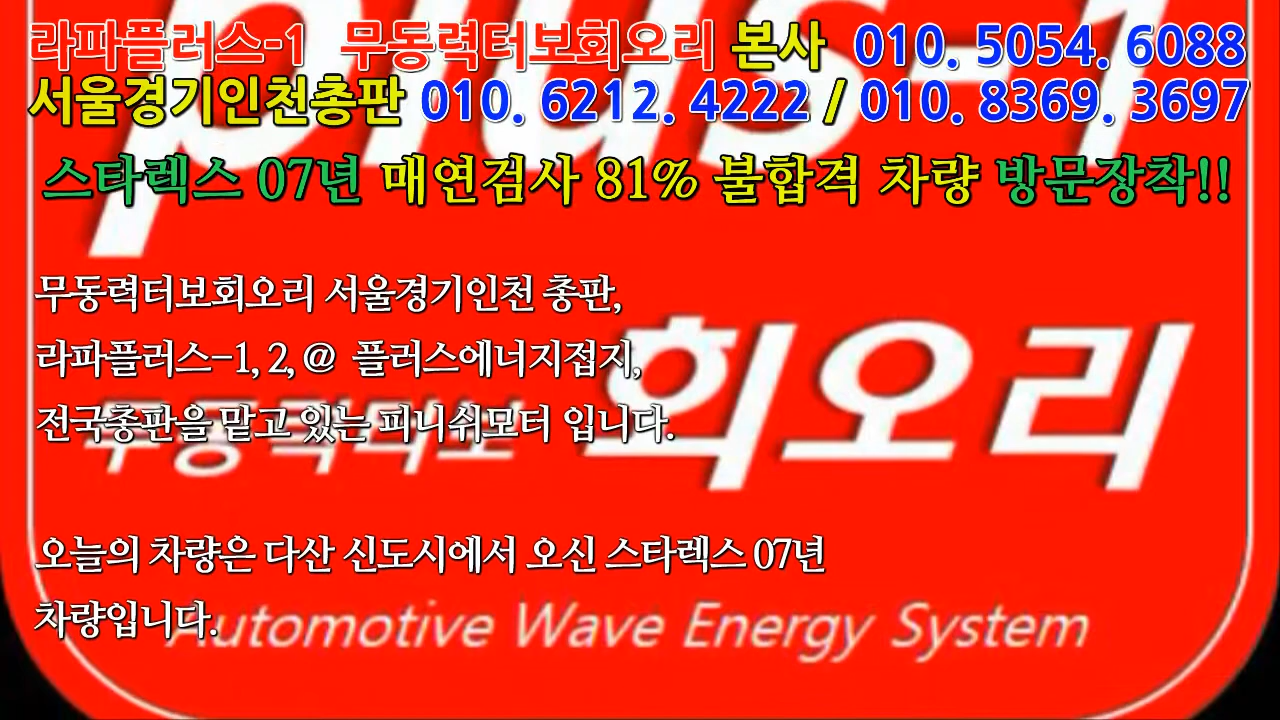 라파플러스-1 무동력터보회오리 본사 010. 5054. 6088
서울경기인천총판 010. 6212. 4222 / 010. 8369. 3697
plus-1
스타렉스 07년 매연검사 81% 불합격 차량 방문장착!!
무동력터보회오리 서울경기인천 총판,
라파플러스-1, 2, @ 플러스에너지접지,
전국총판을 맡고 있는 피니쉬모터 입니다.
무동력터보 회오리
오늘의 차량은 다산 신도시에서 오신 스타렉스 07년
차량입니다.
Automotive Wave Energy System